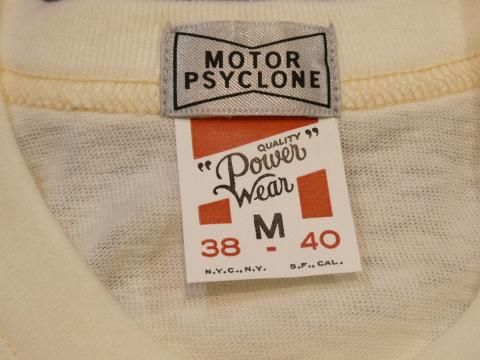 MOTOR
PSYCLONE
QUALITY
"Power"
Wear
M
38 - 40
N.Y.C., N.Y. S.F., CAL.